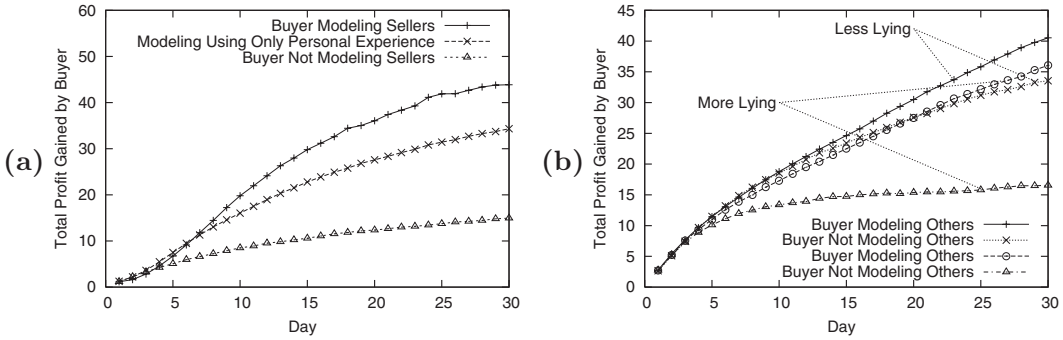 (a)
Total Profit Gained by Buyer
60
50
40
30
20
10
0
Buyer Modeling Sellers
Modeling Using Only Personal Experience
Buyer Not Modeling Sellers
0 5 10 15 20 25 30
Day
(b)
Total Profit Gained by Buyer
45
40
35
30
25
20
15
10
5
0
Less Lying
More Lying
Buyer Modeling Others
Buyer Not Modeling Others
Buyer Modeling Others
Buyer Not Modeling Others
0 5 10 15 20 25 30
Day